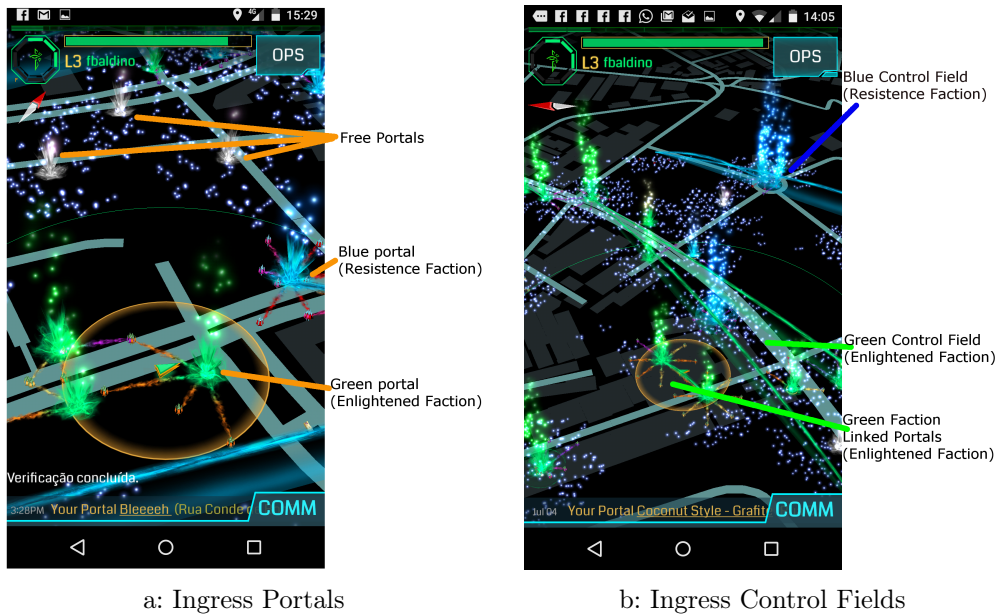 4G 15:29
L3 fbaldino
OPS
Free Portals
Blue portal
(Resistence Faction)
Green portal
(Enlightened Faction)
Verificação concluída.
3:28PM Your Portal Bleeeeh (Rua Conde
COMM
a: Ingress Portals
14:05
L3 fbaldino
OPS
Blue Control Field
(Resistence Faction)
Green Control Field
(Enlightened Faction)
Green Faction
Linked Portals
(Enlightened Faction)
Jul 04 Your Portal Coconut Style - Grafit
COMM
b: Ingress Control Fields